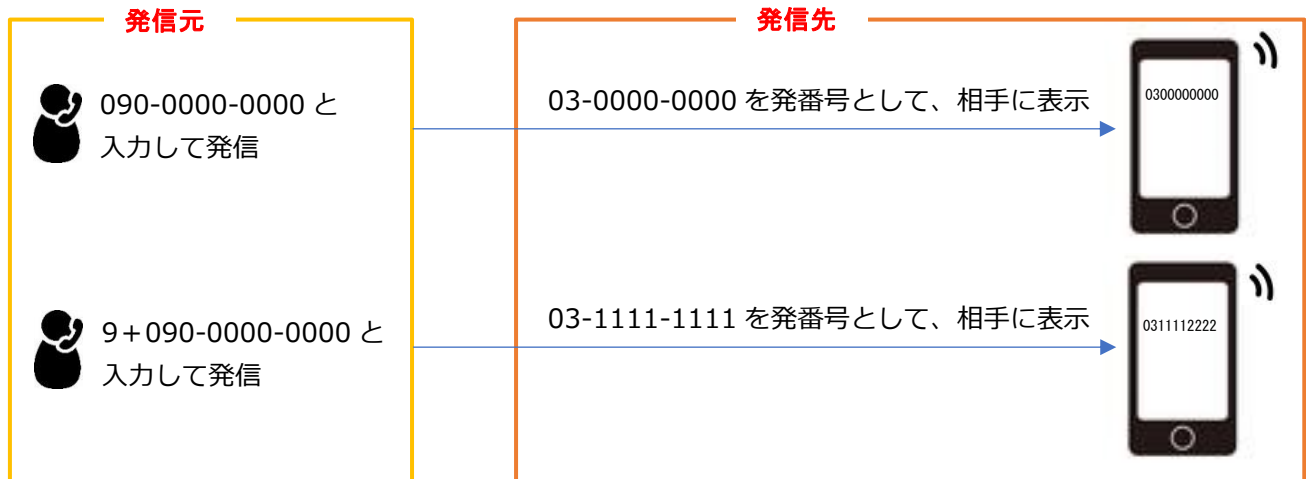 発信元
発信先
090-0000-0000 と
入力して発信
03-0000-0000 を発番号として、相手に表示
0300000000
9+090-0000-0000 と
入力して発信
03-1111-1111 を発番号として、相手に表示
0311112222